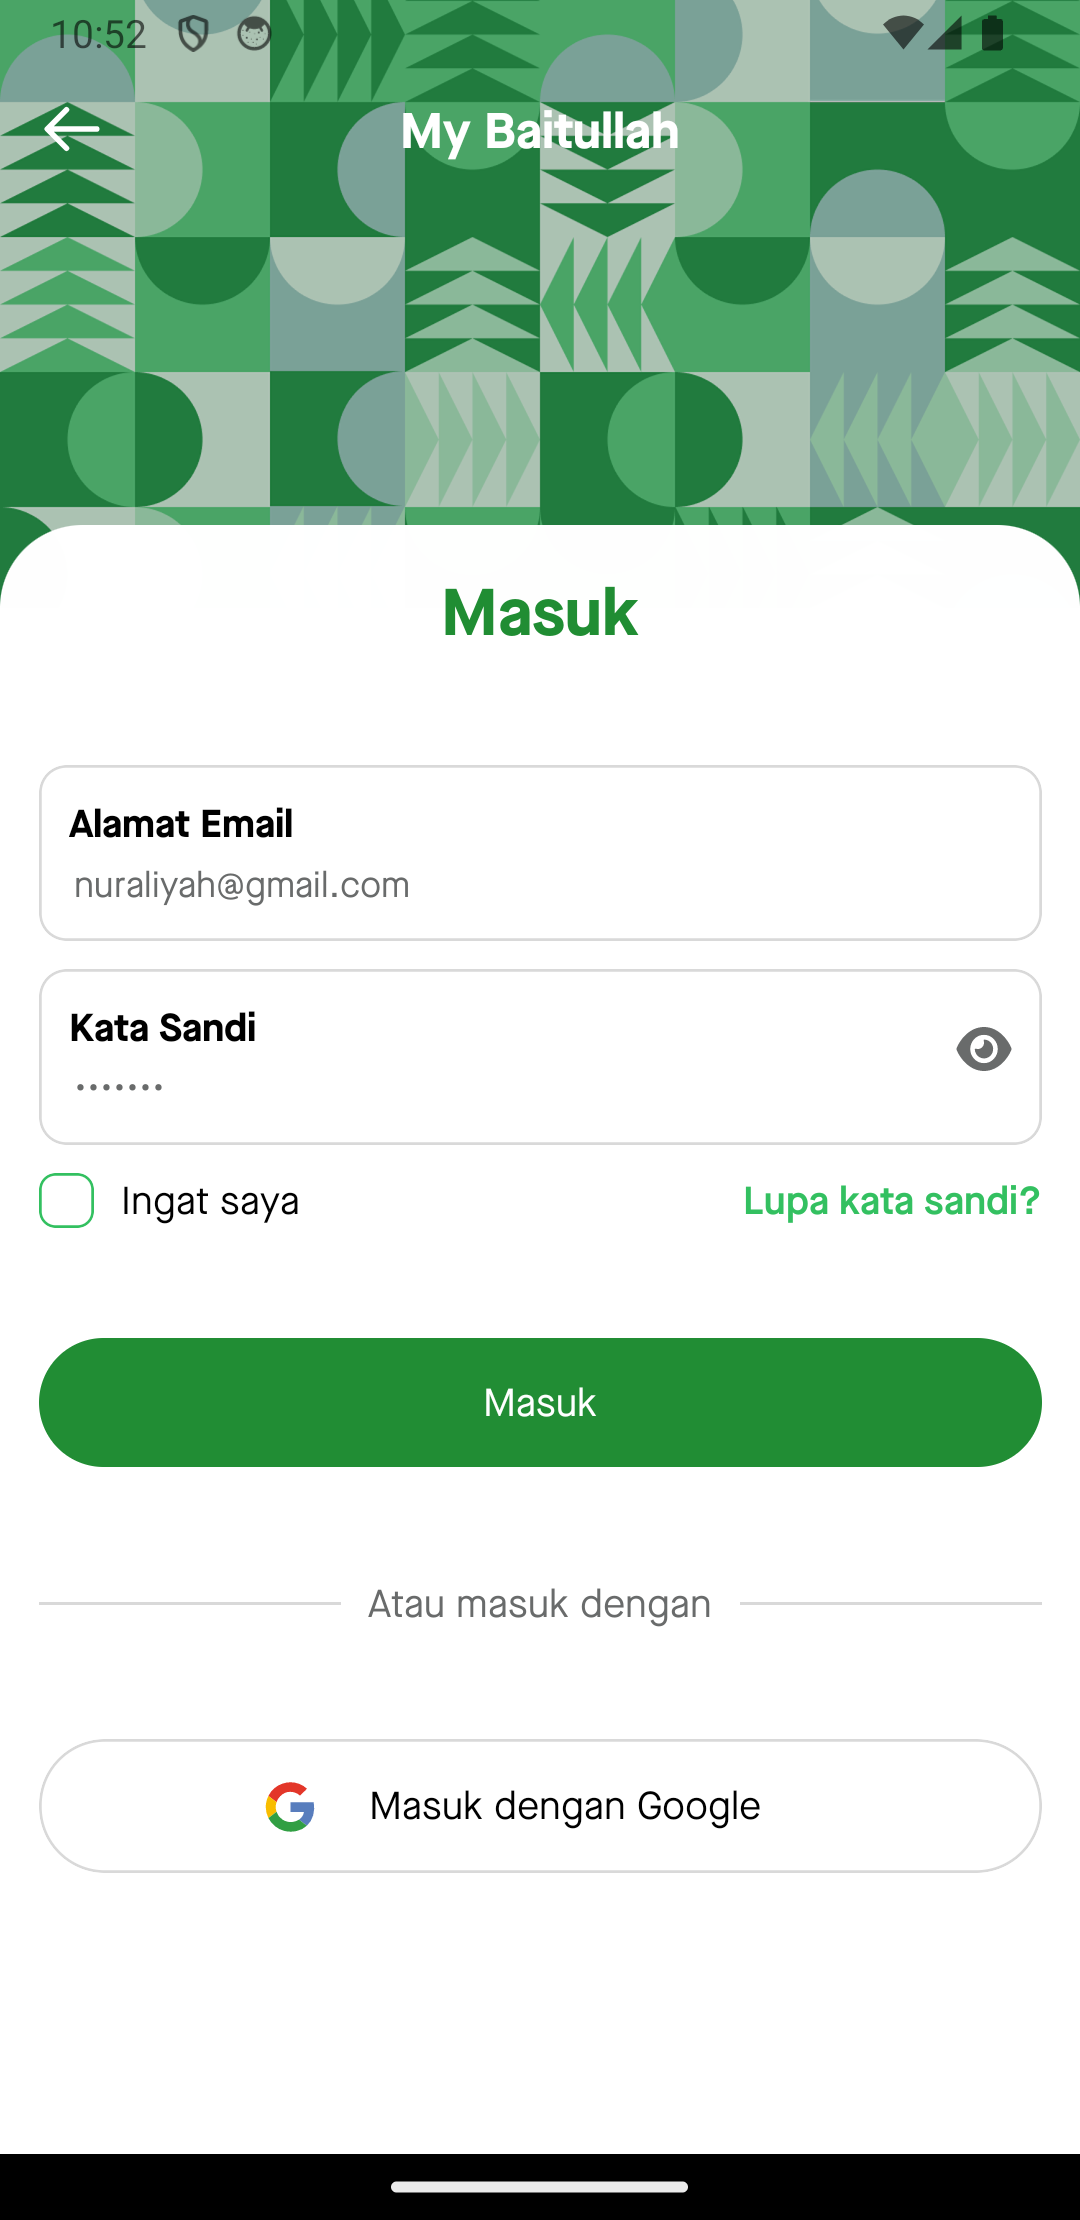 10:52
My Baitullah
Masuk
Alamat Email
nuraliyah@gmail.com
Kata Sandi
•••••••
Ingat saya
Lupa kata sandi?
Masuk
Atau masuk dengan
Masuk dengan Google